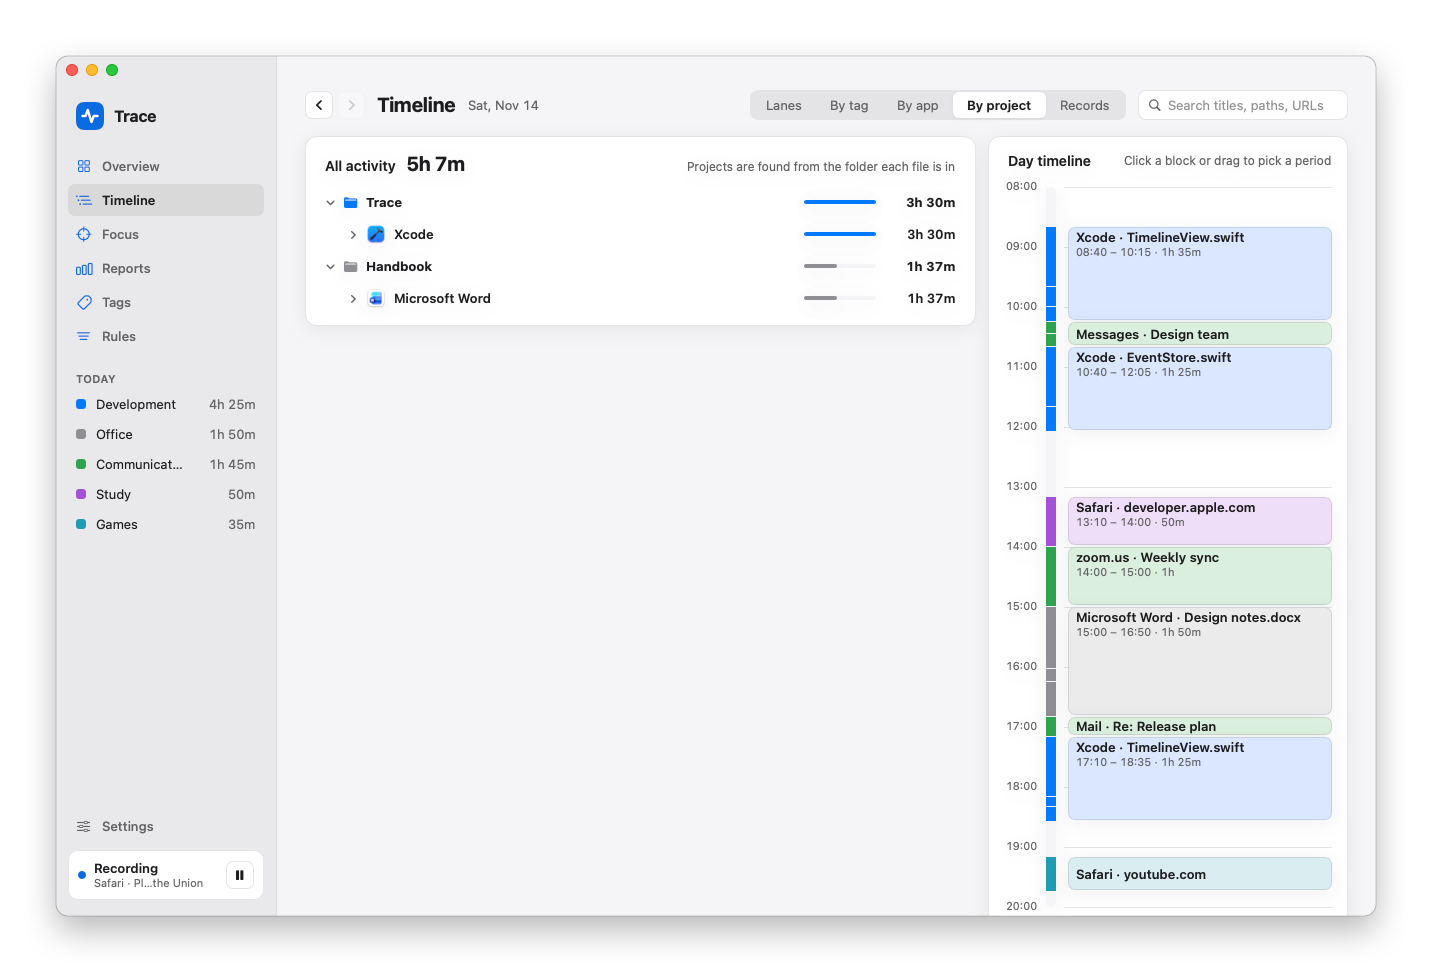 Trace
Overview
Timeline
Focus
Reports
Tags
Rules
TODAY
Development 4h 25m
Office 1h 50m
Communicat... 1h 45m
Study 50m
Games 35m
Settings
Recording
Safari · Pl...the Union
Timeline Sat, Nov 14
Lanes By tag By app By project Records
Search titles, paths, URLs
All activity 5h 7m Projects are found from the folder each file is in
Trace 3h 30m
Xcode 3h 30m
Handbook 1h 37m
Microsoft Word 1h 37m
Day timeline Click a block or drag to pick a period
08:00
Xcode · TimelineView.swift
09:00
08:40 – 10:15 · 1h 35m
10:00
Messages · Design team
Xcode · EventStore.swift
11:00
10:40 – 12:05 · 1h 25m
12:00
13:00
Safari · developer.apple.com
13:10 – 14:00 · 50m
14:00
zoom.us · Weekly sync
14:00 – 15:00 · 1h
15:00
Microsoft Word · Design notes.docx
15:00 – 16:50 · 1h 50m
16:00
17:00
Mail · Re: Release plan
Xcode · TimelineView.swift
17:10 – 18:35 · 1h 25m
18:00
19:00
Safari · youtube.com
20:00